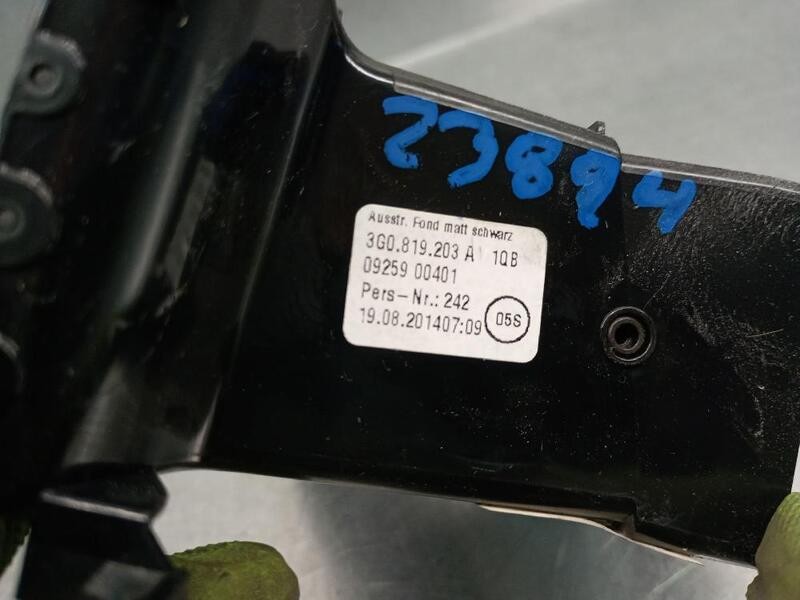 23894
Ausstr. Fond matt schwarz
3G0.819.203 A 1QB
09259 00401
Pers-Nr.: 242
19.08.201407:09
05S